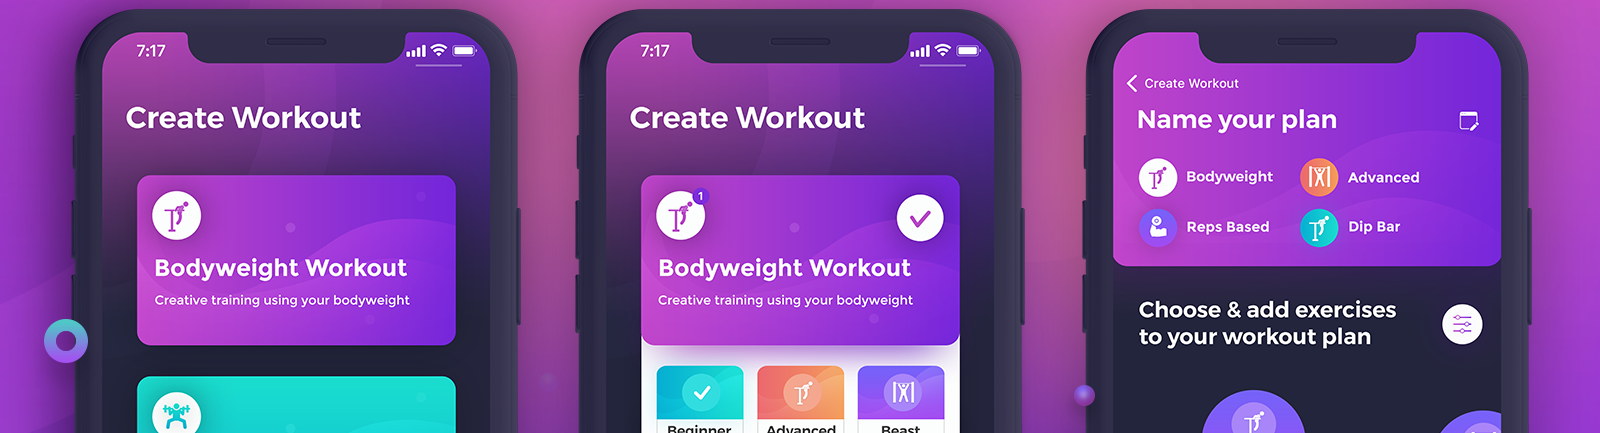 7:17
Create Workout
Bodyweight Workout
Creative training using your bodyweight
7:17
Create Workout
1
Bodyweight Workout
Creative training using your bodyweight
Beginner
Advanced
Beast
Create Workout
Name your plan
Bodyweight
Advanced
Reps Based
Dip Bar
Choose & add exercises
to your workout plan